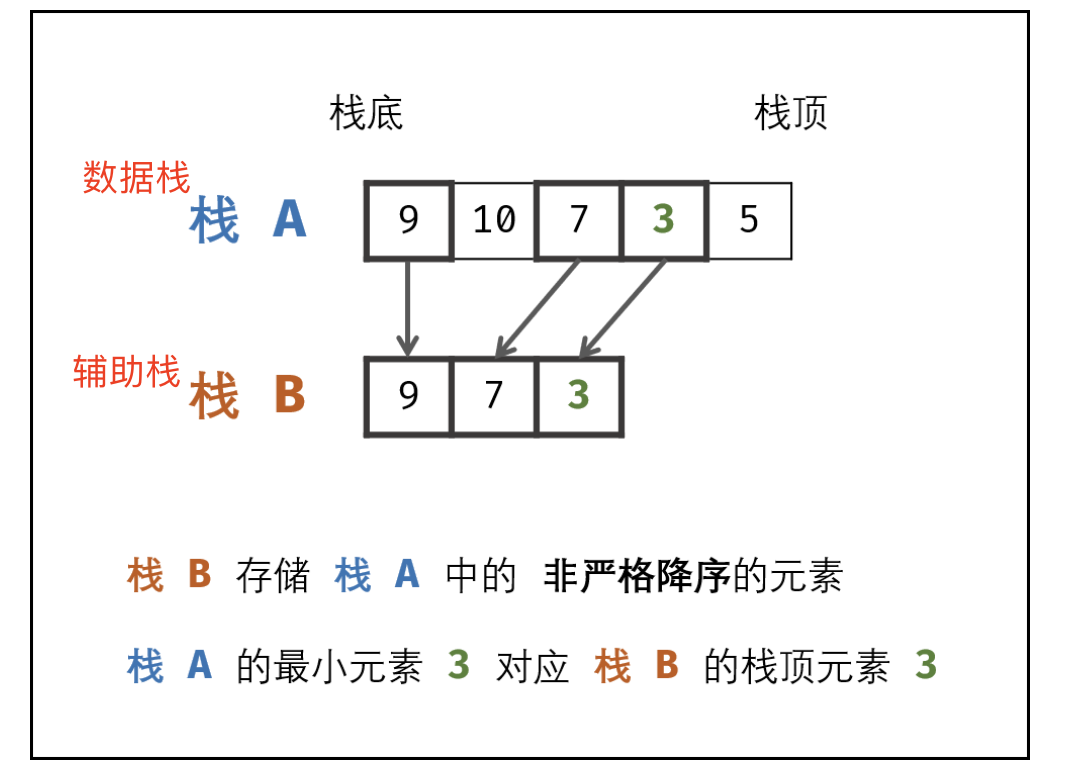 栈底 栈顶
数据栈
栈 A 9 10 7 3 5
辅助栈
栈 B 9 7 3
栈 B 存储 栈 A 中的 非严格降序的元素
栈 A 的最小元素 3 对应 栈 B 的栈顶元素 3